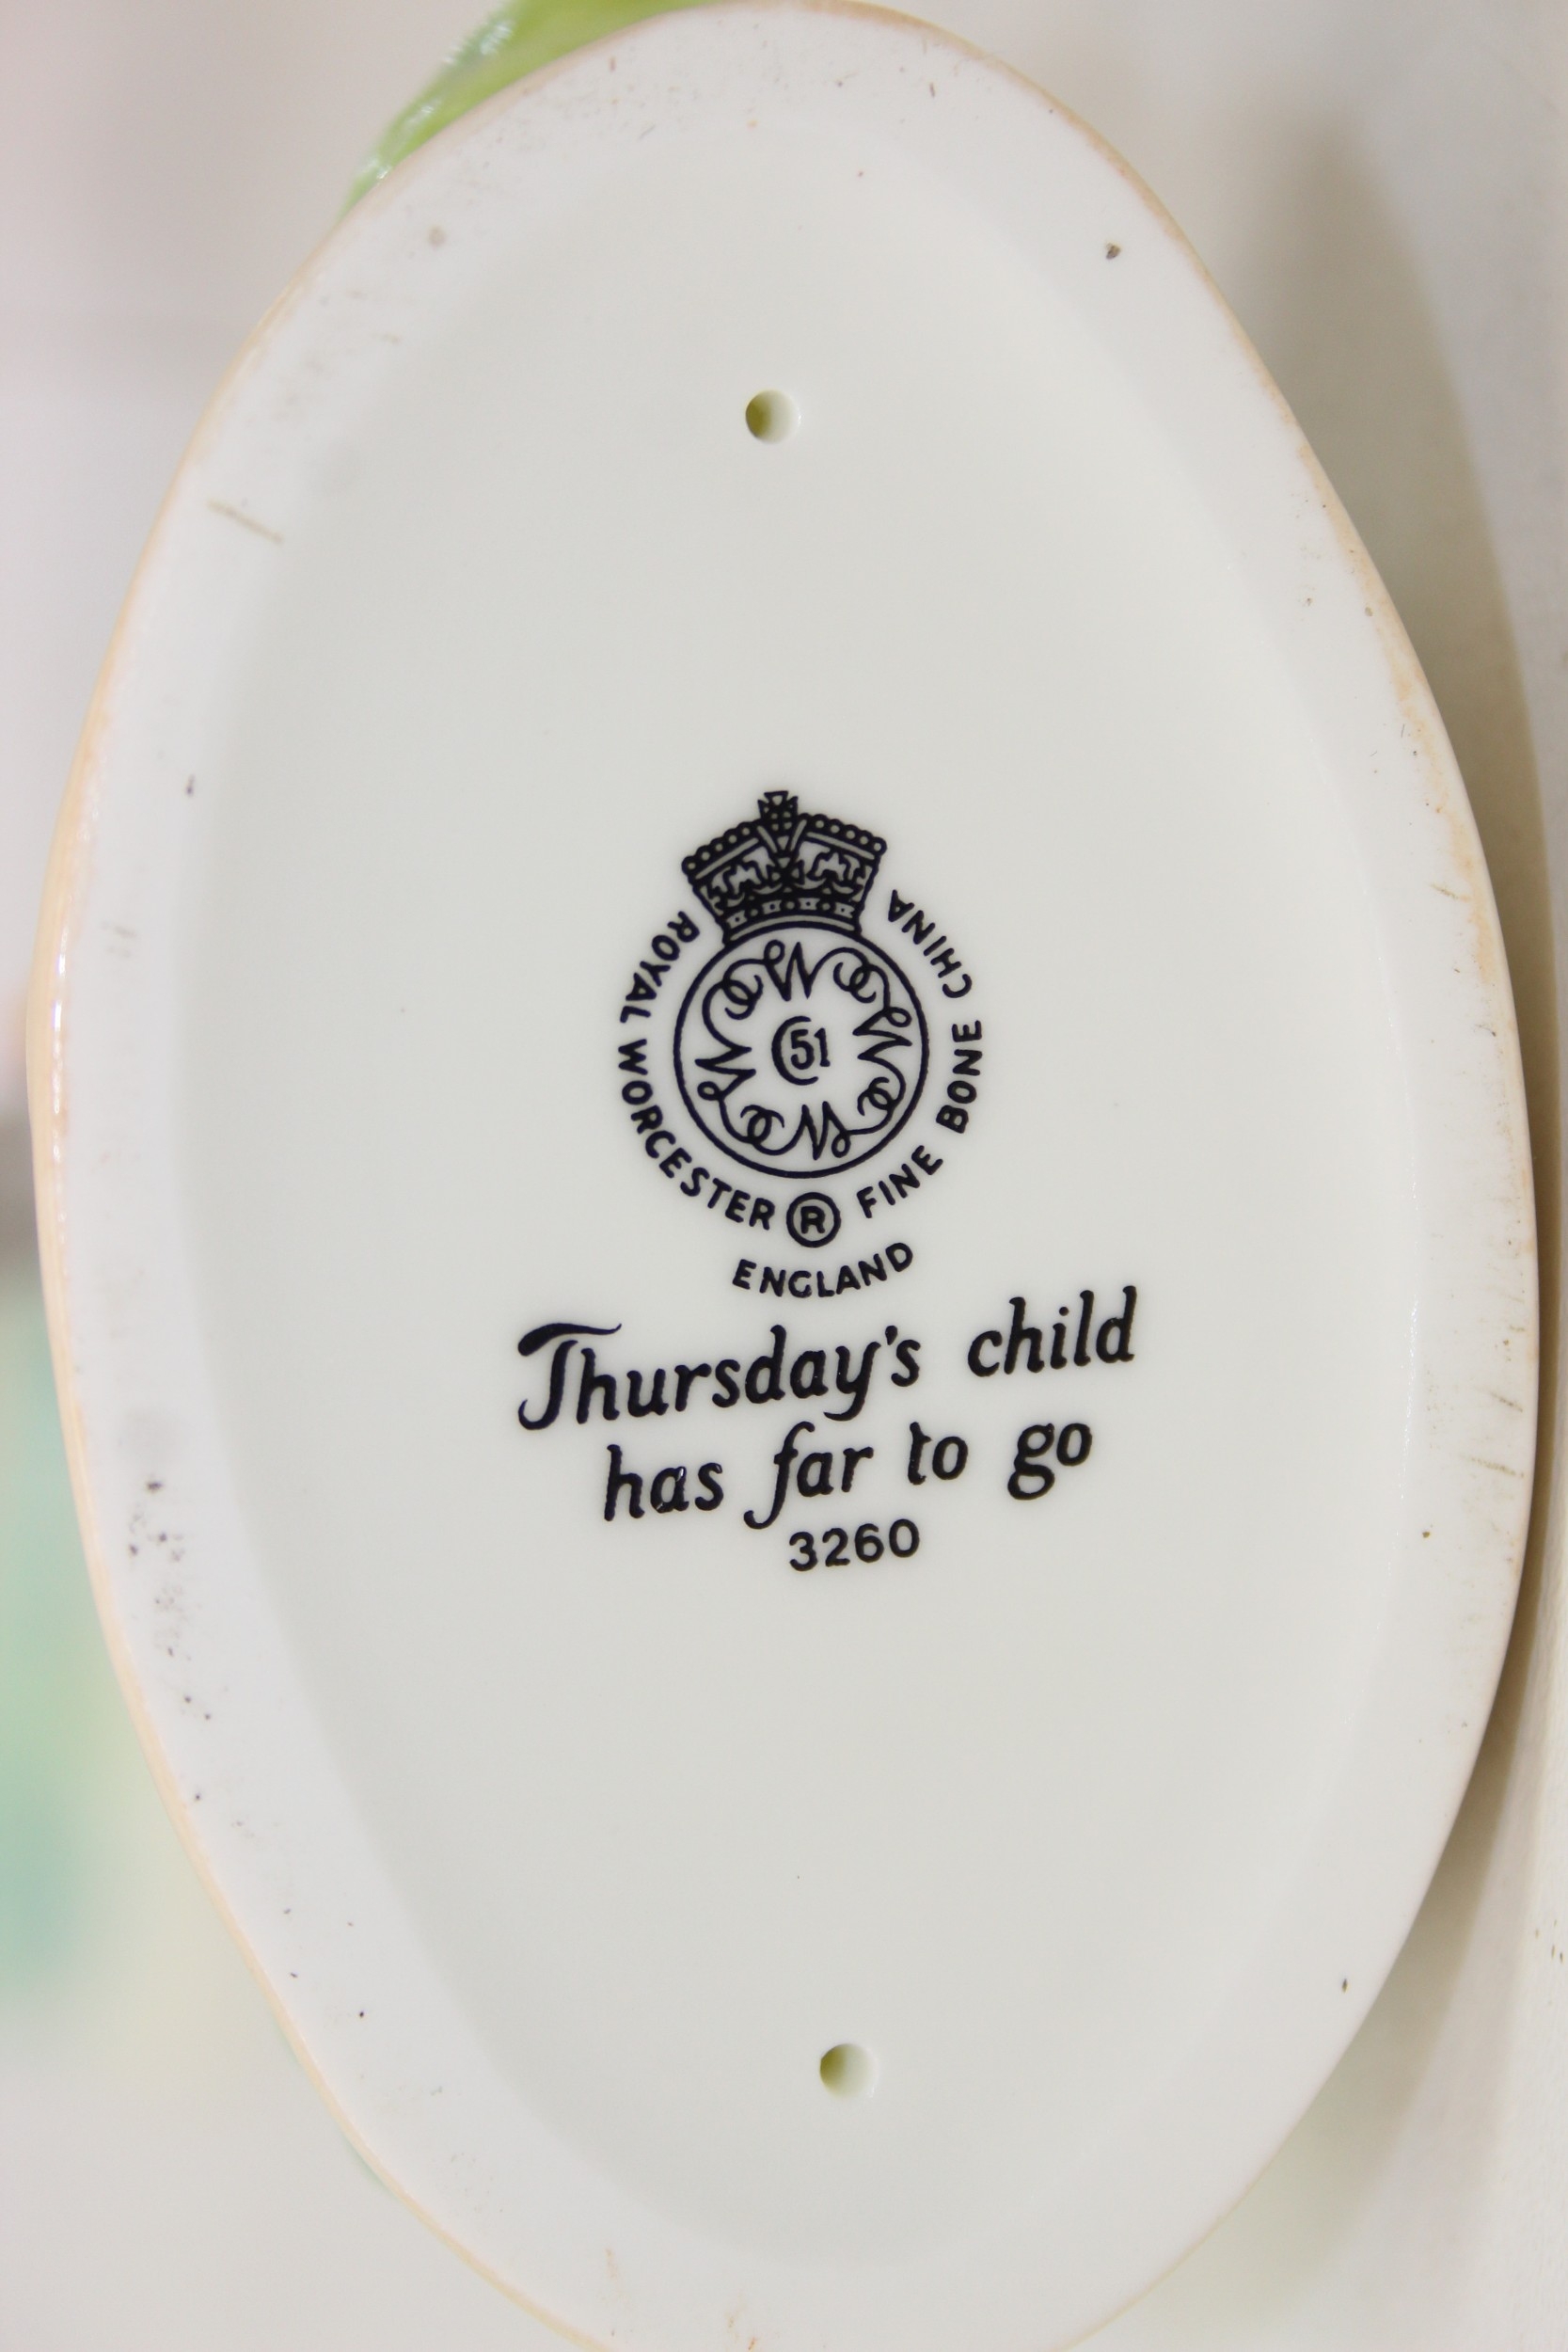 ROYAL WORCESTER ® FINE BONE CHINA
51
ENGLAND
Thursday's child
has far to go
3260